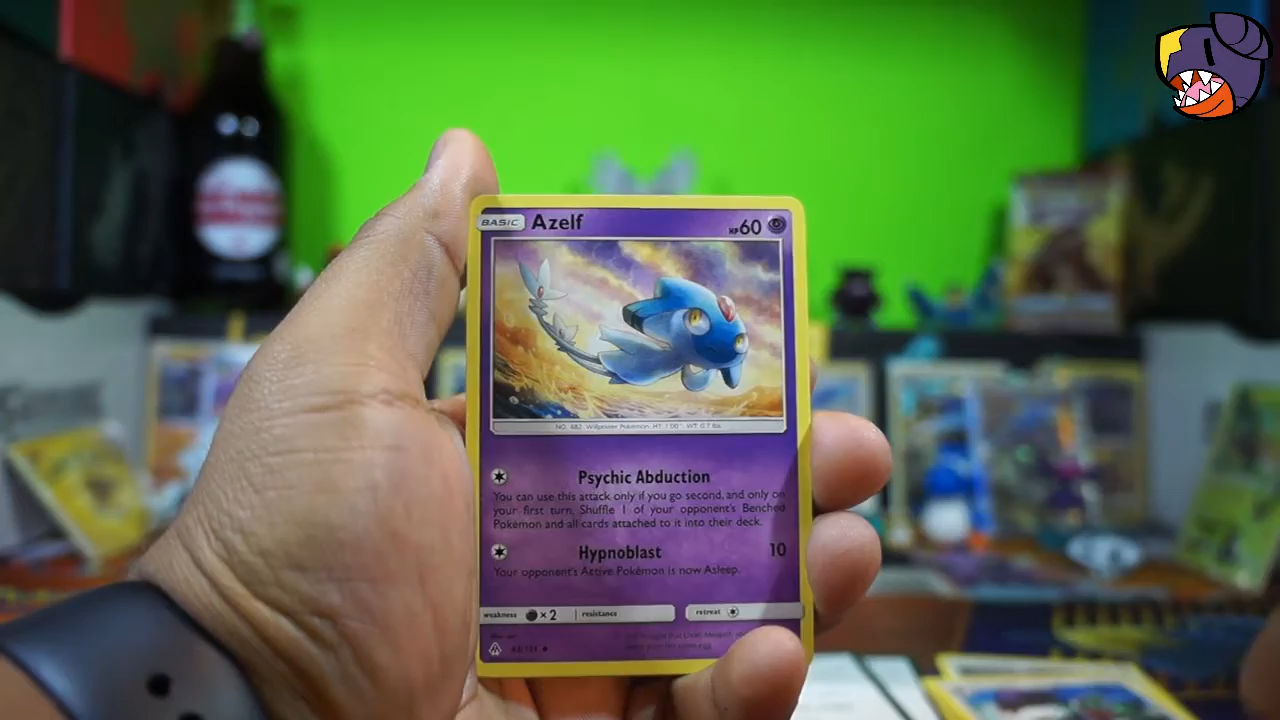 BASIC Azelf HP 60
NO. 482 Willpower Pokémon HT: 1'00" WT: 0.7 lbs.
Psychic Abduction
You can use this attack only if you go second, and only on
your first turn. Shuffle 1 of your opponent's Benched
Pokémon and all cards attached to it into their deck.
Hypnoblast 10
Your opponent's Active Pokémon is now Asleep.
weakness ×2 resistance retreat